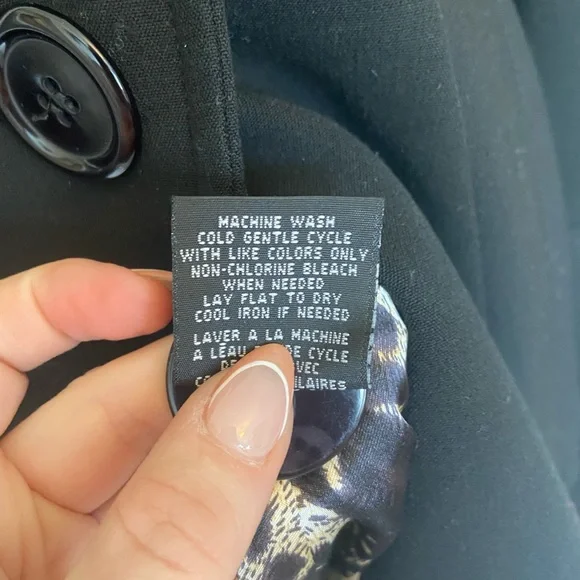 MACHINE WASH
COLD GENTLE CYCLE
WITH LIKE COLORS ONLY
NON-CHLORINE BLEACH
WHEN NEEDED
LAY FLAT TO DRY
COOL IRON IF NEEDED
LAVER A LA MACHINE
A LÉAU CYCLE